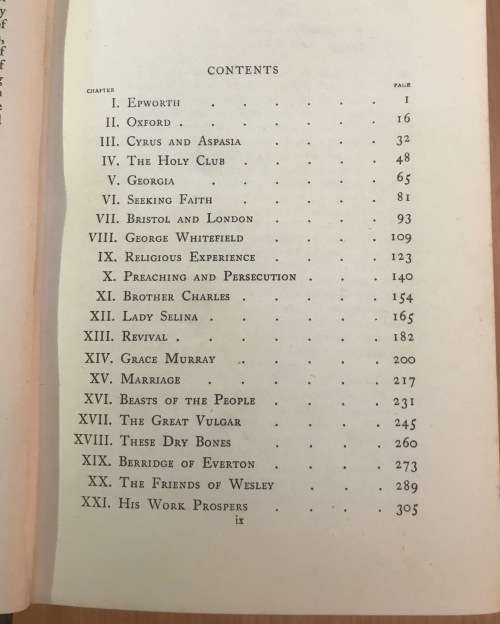 y
of
,
f
f
g
n
e
d
CONTENTS
CHAPTER PAGE
I. EPWORTH . . . . . . 1
II. OXFORD . . . . . . . 16
III. CYRUS AND ASPASIA . . . . 32
IV. THE HOLY CLUB . . . . . 48
V. GEORGIA . . . . . . 65
VI. SEEKING FAITH . . . . . 81
VII. BRISTOL AND LONDON . . . . 93
VIII. GEORGE WHITEFIELD . . . . 109
IX. RELIGIOUS EXPERIENCE . . . . 123
X. PREACHING AND PERSECUTION . . . 140
XI. BROTHER CHARLES . . . . . 154
XII. LADY SELINA . . . . . . 165
XIII. REVIVAL . . . . . . . 182
XIV. GRACE MURRAY . . . . . 200
XV. MARRIAGE . . . . . . 217
XVI. BEASTS OF THE PEOPLE . . . . 231
XVII. THE GREAT VULGAR . . . . 245
XVIII. THESE DRY BONES . . . . 260
XIX. BERRIDGE OF EVERTON . . . . 273
XX. THE FRIENDS OF WESLEY . . . 289
XXI. HIS WORK PROSPERS . . . . 305
ix